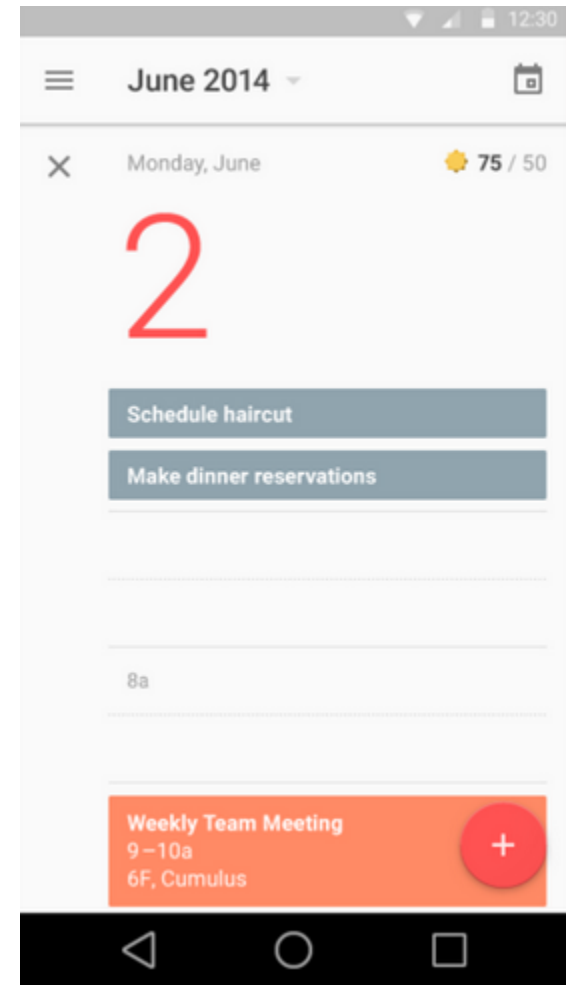 12:30
June 2014
Monday, June
75 / 50
2
Schedule haircut
Make dinner reservations
8a
Weekly Team Meeting
9–10a
6F, Cumulus
+